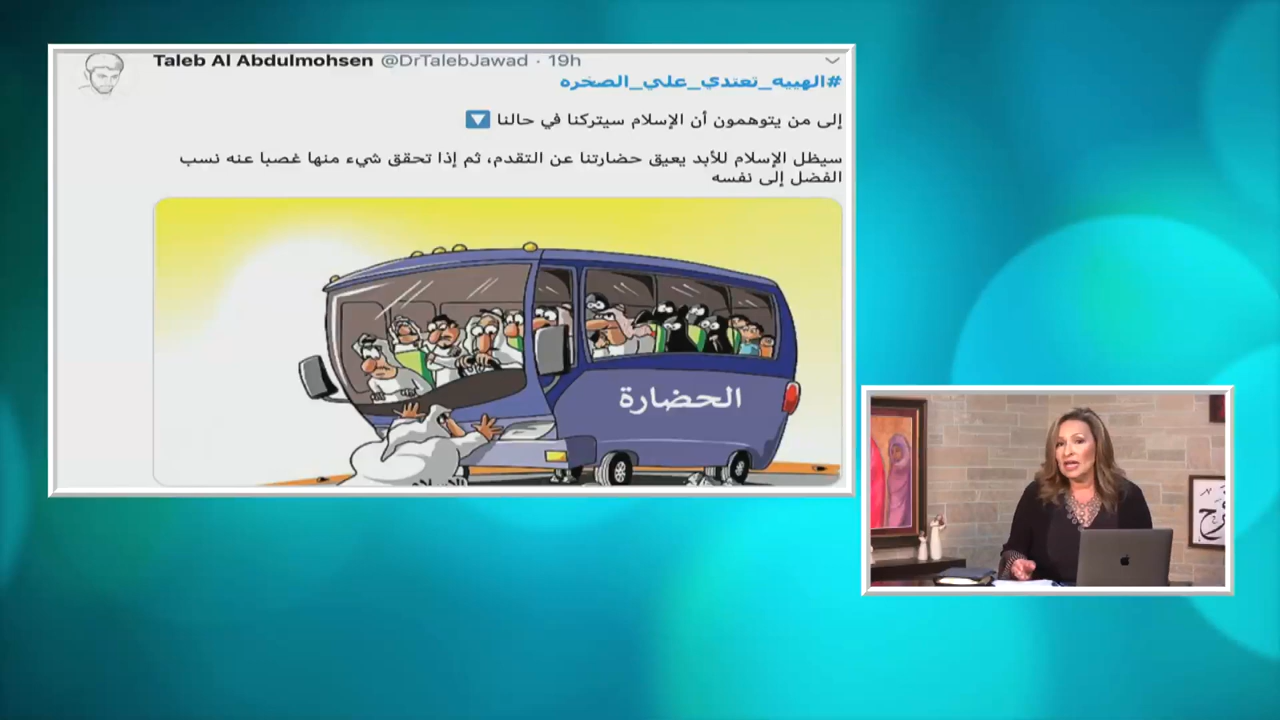 Taleb Al Abdulmohsen @DrTalebJawad · 19h
#الهييه_تعتدي_علي_الصخره
إلى من يتوهمون أن الإسلام سيتركنا في حالنا
سيظل الإسلام للأبد يعيق حضارتنا عن التقدم، ثم إذا تحقق شيء منها غصبا عنه نسب
الفضل إلى نفسه
الحضارة